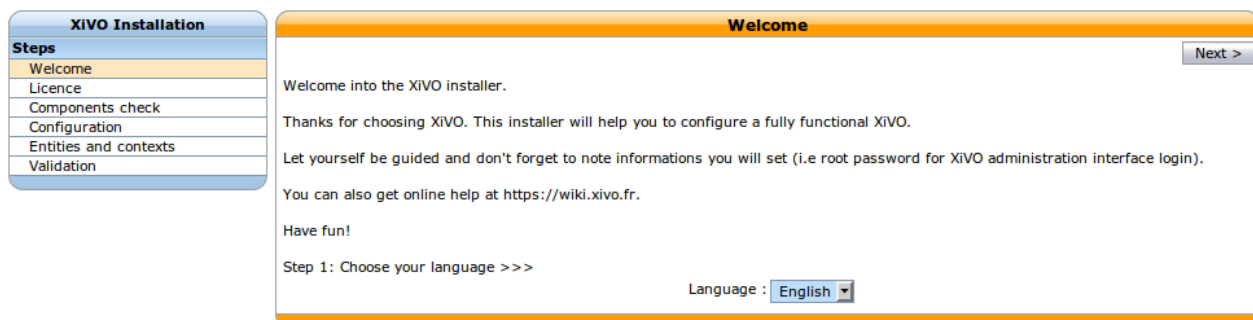 XiVO Installation
Steps
Welcome
Licence
Components check
Configuration
Entities and contexts
Validation
Welcome
Next >
Welcome into the XiVO installer.
Thanks for choosing XiVO. This installer will help you to configure a fully functional XiVO.
Let yourself be guided and don't forget to note informations you will set (i.e root password for XiVO administration interface login).
You can also get online help at https://wiki.xivo.fr.
Have fun!
Step 1: Choose your language >>>
Language : English